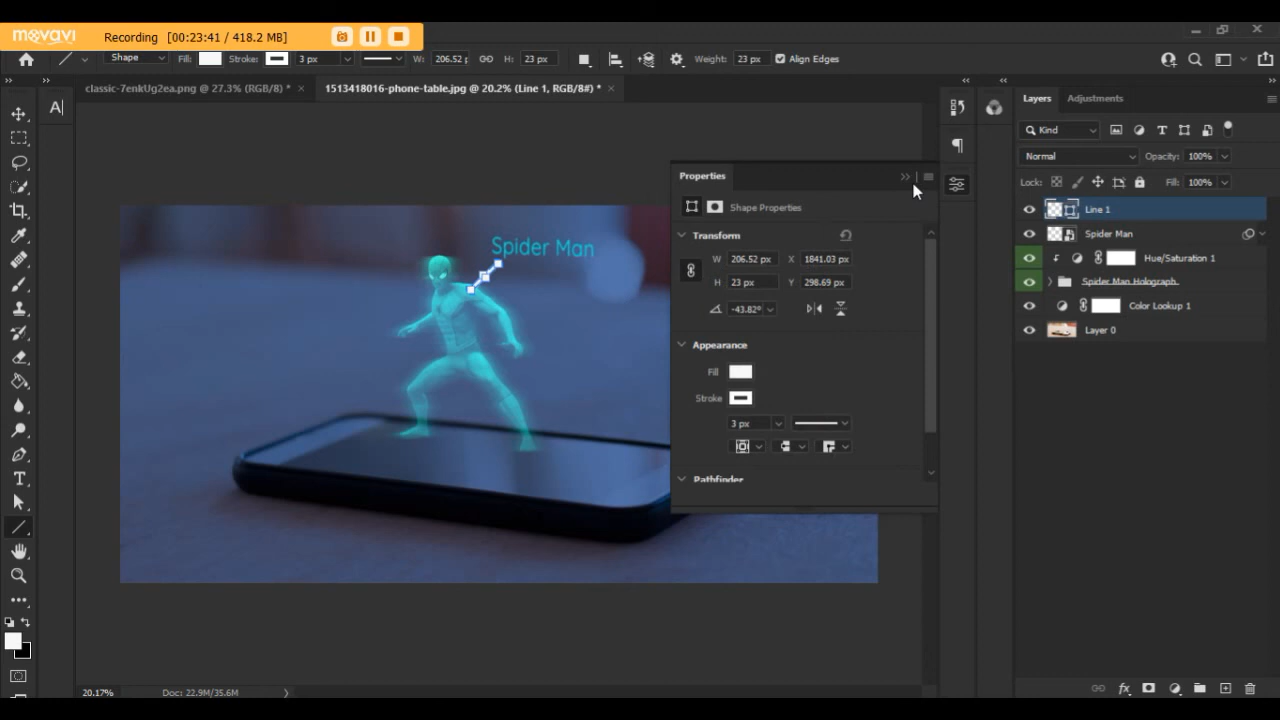 movavi
Recording [00:23:41 / 418.2 MB]
Shape Fill: Stroke: 3 px W: 206.52 p H: 23 px Weight: 23 px Align Edges
classic-7enkUg2ea.png @ 27.3% (RGB/8) * ×
1513418016-phone-table.jpg @ 20.2% (Line 1, RGB/8#) * ×
A
Spider Man
Properties
Shape Properties
Transform
W 206.52 px X 1841.03 px
H 23 px Y 298.69 px
-43.82°
Appearance
Fill
Stroke
3 px
Pathfinder
Layers Adjustments
Kind
Normal Opacity: 100%
Lock: Fill: 100%
Line 1
Spider Man
Hue/Saturation 1
Spider Man Holograph
Color Lookup 1
Layer 0
fx
20.17% Doc: 22.9M/35.6M